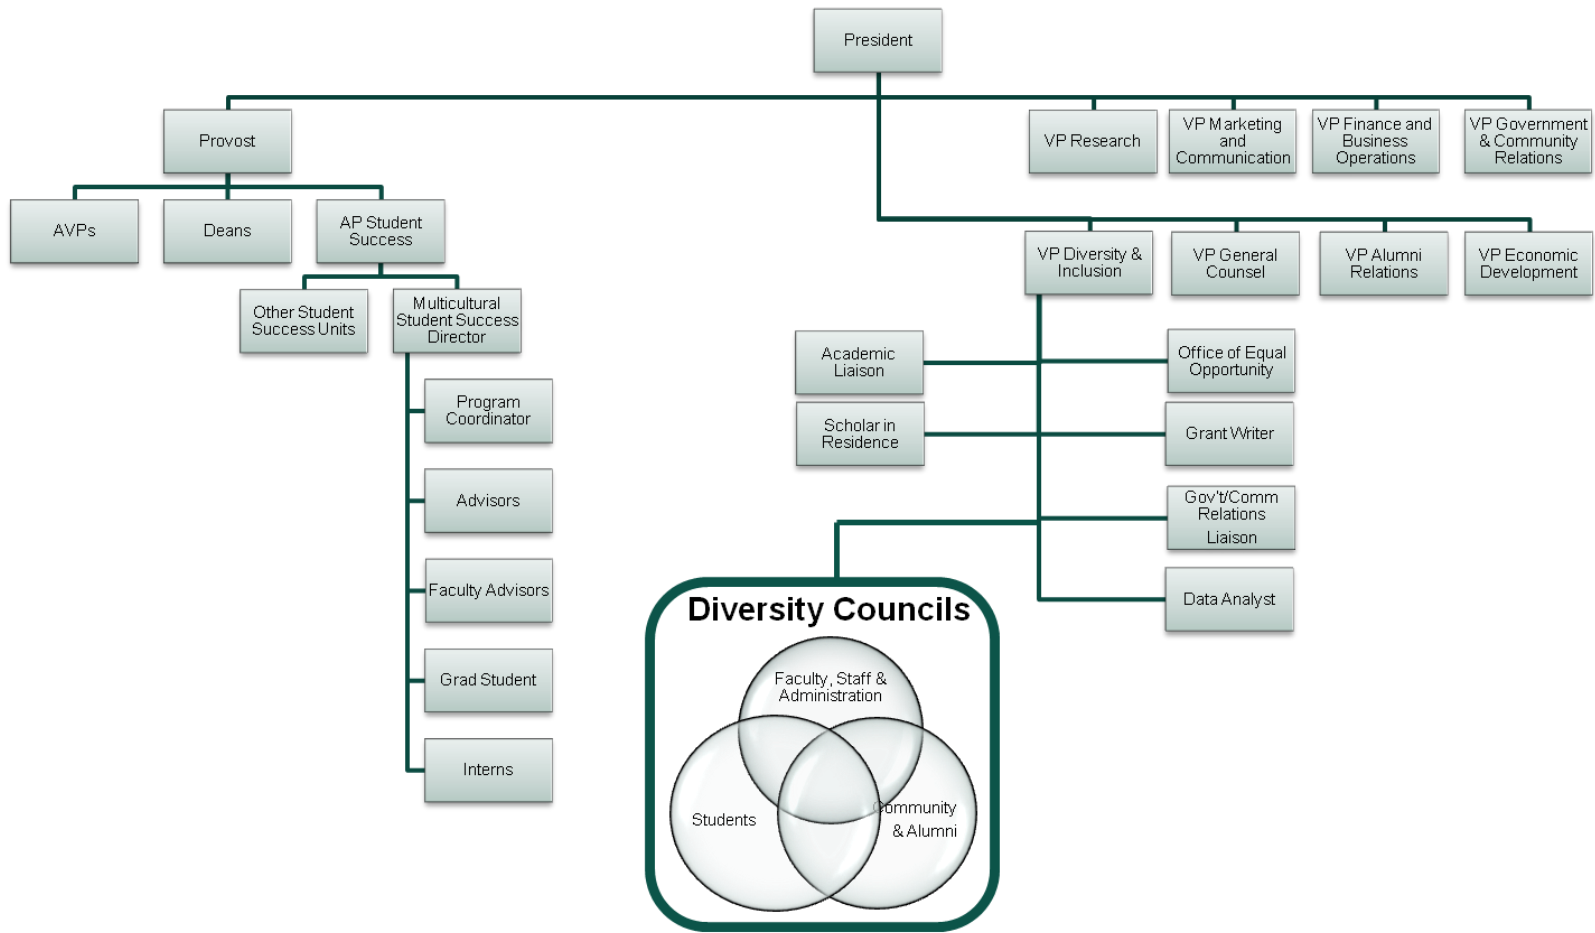 President
Provost
VP Research
VP Marketing
and
Communication
VP Finance and
Business
Operations
VP Government
& Community
Relations
AVPs
Deans
AP Student
Success
VP Diversity &
Inclusion
VP General
Counsel
VP Alumni
Relations
VP Economic
Development
Other Student
Success Units
Multicultural
Student Success
Director
Program
Coordinator
Advisors
Faculty Advisors
Grad Student
Interns
Academic
Liaison
Office of Equal
Opportunity
Scholar in
Residence
Grant Writer
Gov't/Comm
Relations
Liaison
Data Analyst
Diversity Councils
Faculty, Staff &
Administration
Students
Community
& Alumni